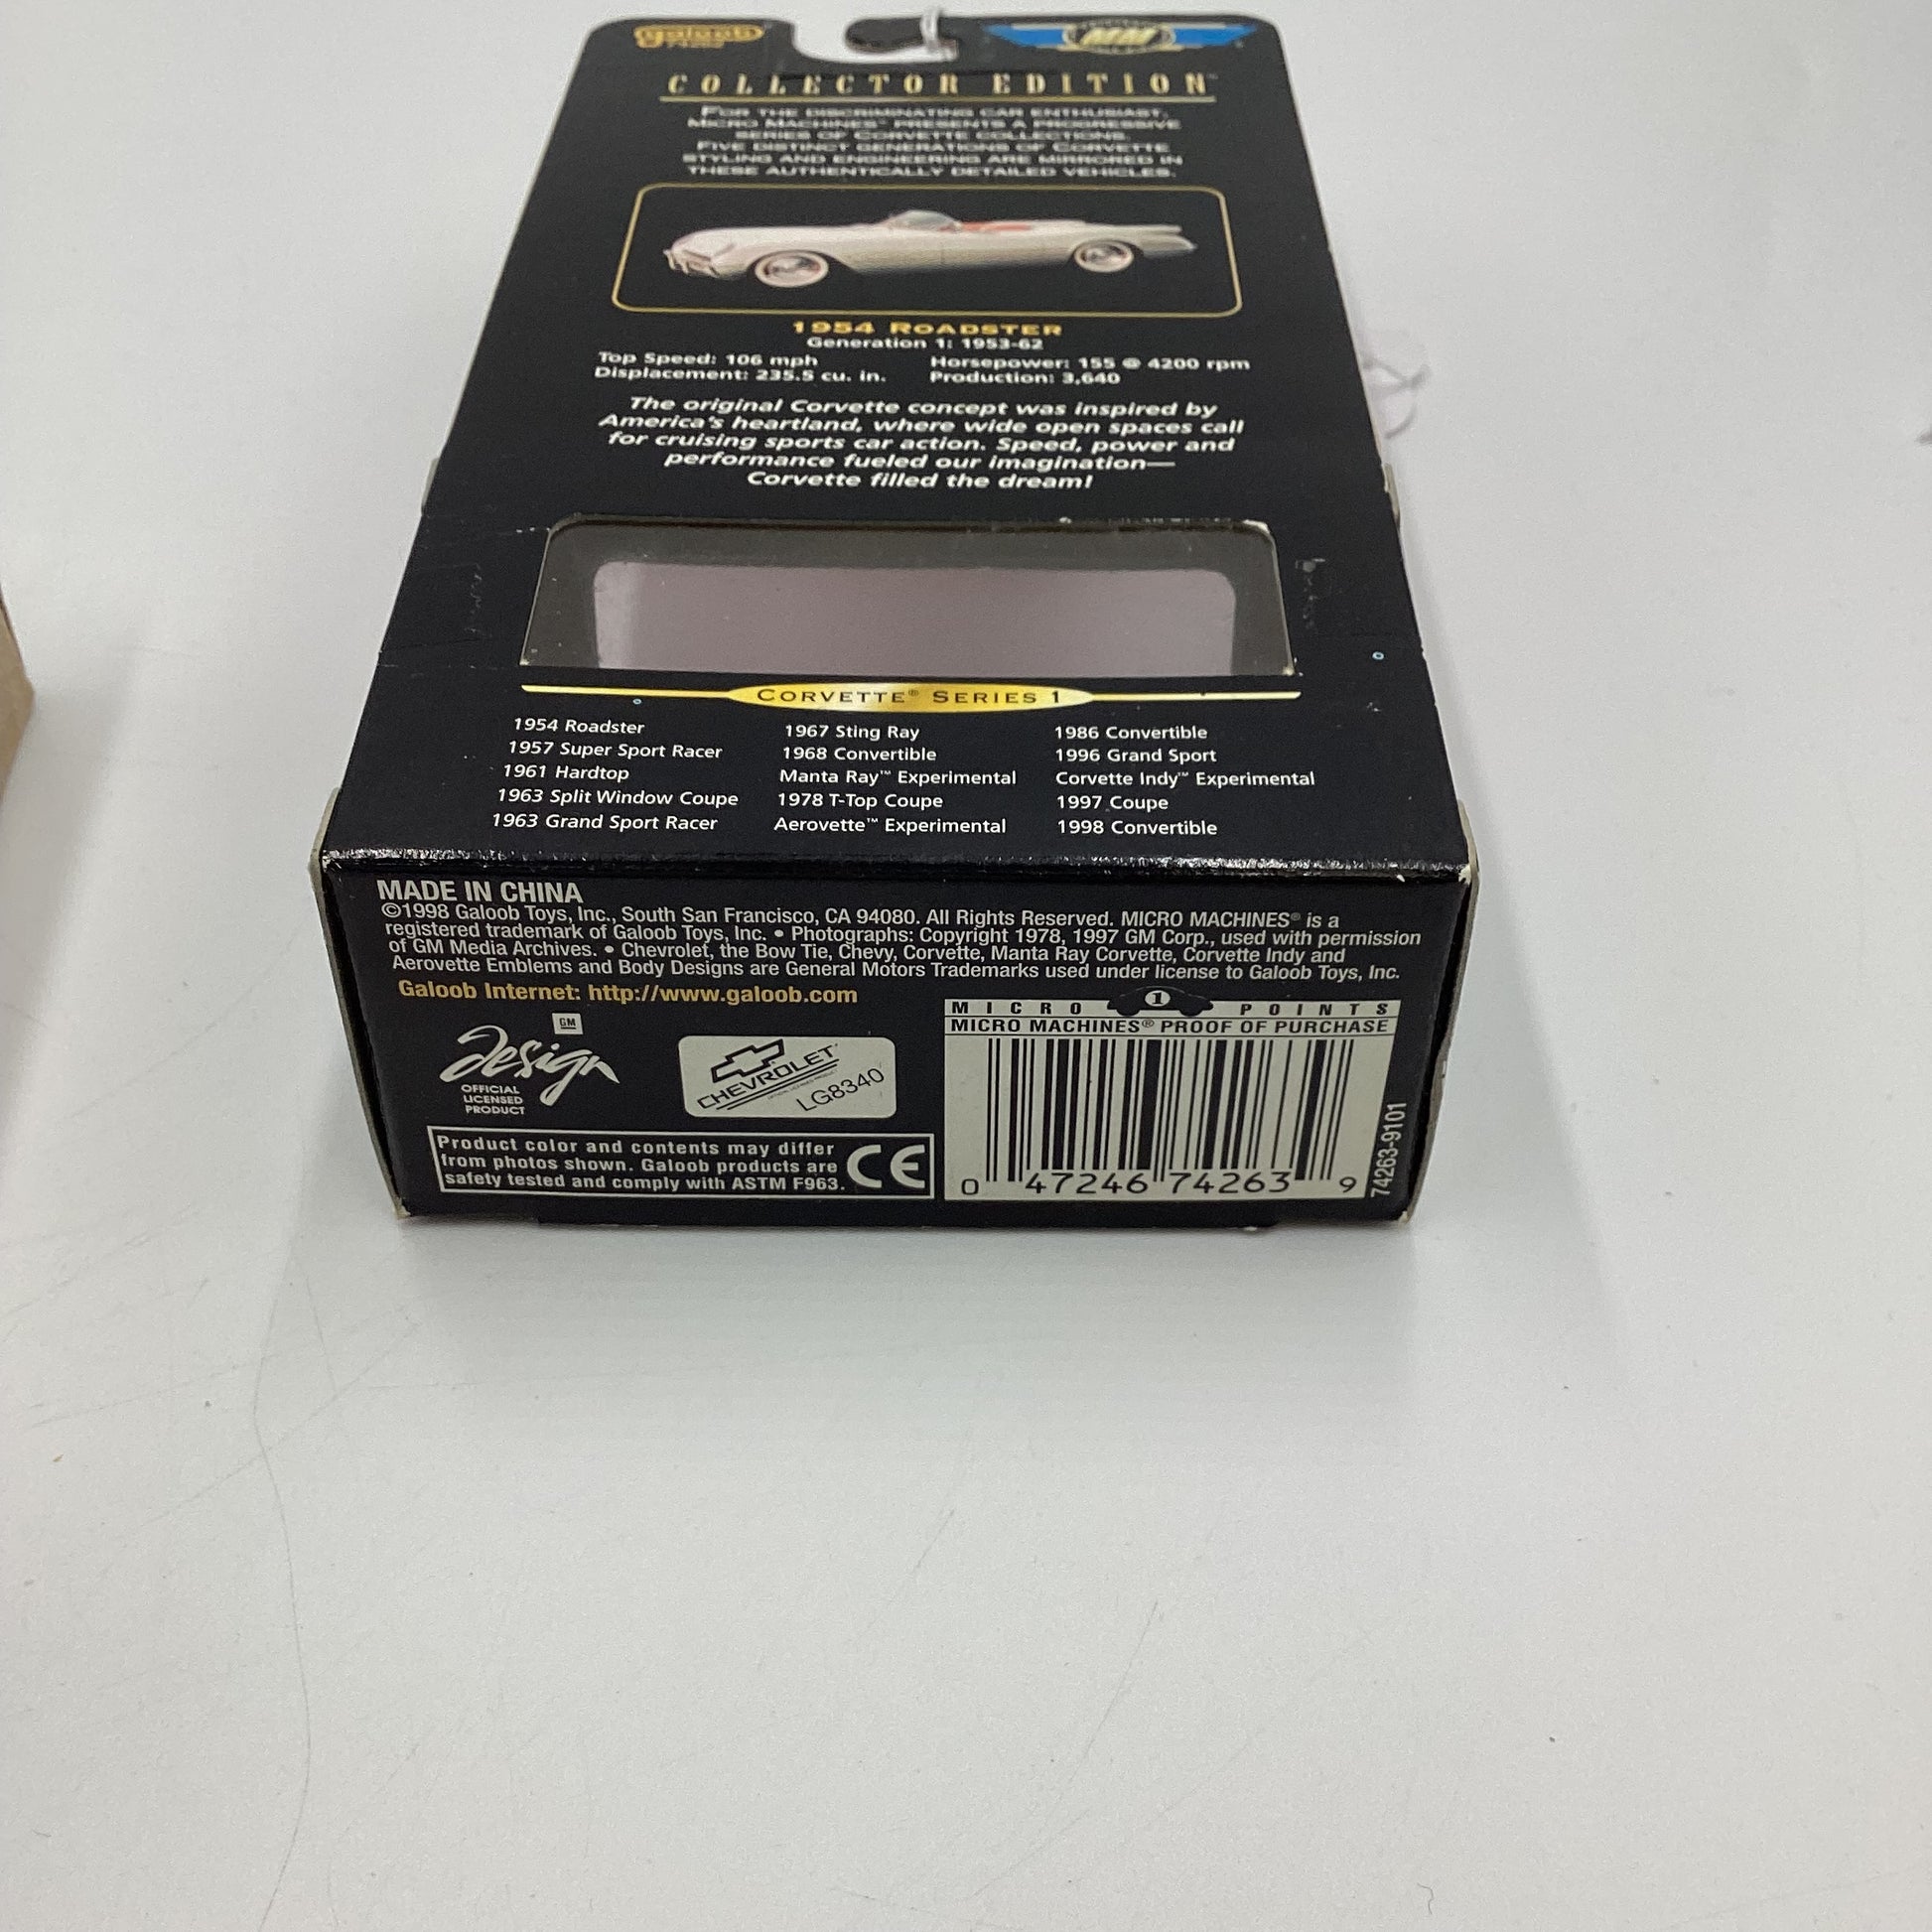 galoob
MM
COLLECTOR EDITION™
FOR THE DISCRIMINATING CAR ENTHUSIAST,
MICRO MACHINES® PRESENTS A PROGRESSIVE
SERIES OF CORVETTE COLLECTIONS.
FIVE DISTINCT GENERATIONS OF CORVETTE
STYLING AND ENGINEERING ARE MIRRORED IN
THESE AUTHENTICALLY DETAILED VEHICLES.
1954 ROADSTER
Generation 1: 1953-62
Top Speed: 106 mph Horsepower: 155 @ 4200 rpm
Displacement: 235.5 cu. in. Production: 3,640
The original Corvette concept was inspired by
America's heartland, where wide open spaces call
for cruising sports car action. Speed, power and
performance fueled our imagination—
Corvette filled the dream!
CORVETTE® SERIES 1
1954 Roadster
1957 Super Sport Racer
1961 Hardtop
1963 Split Window Coupe
1963 Grand Sport Racer
1967 Sting Ray
1968 Convertible
Manta Ray™ Experimental
1978 T-Top Coupe
Aerovette™ Experimental
1986 Convertible
1996 Grand Sport
Corvette Indy™ Experimental
1997 Coupe
1998 Convertible
MADE IN CHINA
©1998 Galoob Toys, Inc., South San Francisco, CA 94080. All Rights Reserved. MICRO MACHINES® is a
registered trademark of Galoob Toys, Inc. • Photographs: Copyright 1978, 1997 GM Corp., used with permission
of GM Media Archives. • Chevrolet, the Bow Tie, Chevy, Corvette, Manta Ray Corvette, Corvette Indy and
Aerovette Emblems and Body Designs are General Motors Trademarks used under license to Galoob Toys, Inc.
Galoob Internet: http://www.galoob.com
GM
Design
OFFICIAL
LICENSED
PRODUCT
CHEVROLET
LG8340
Product color and contents may differ
from photos shown. Galoob products are
safety tested and comply with ASTM F963.
CE
MICRO 1 POINTS
MICRO MACHINES® PROOF OF PURCHASE
0 47246 74263 9
74263-9101